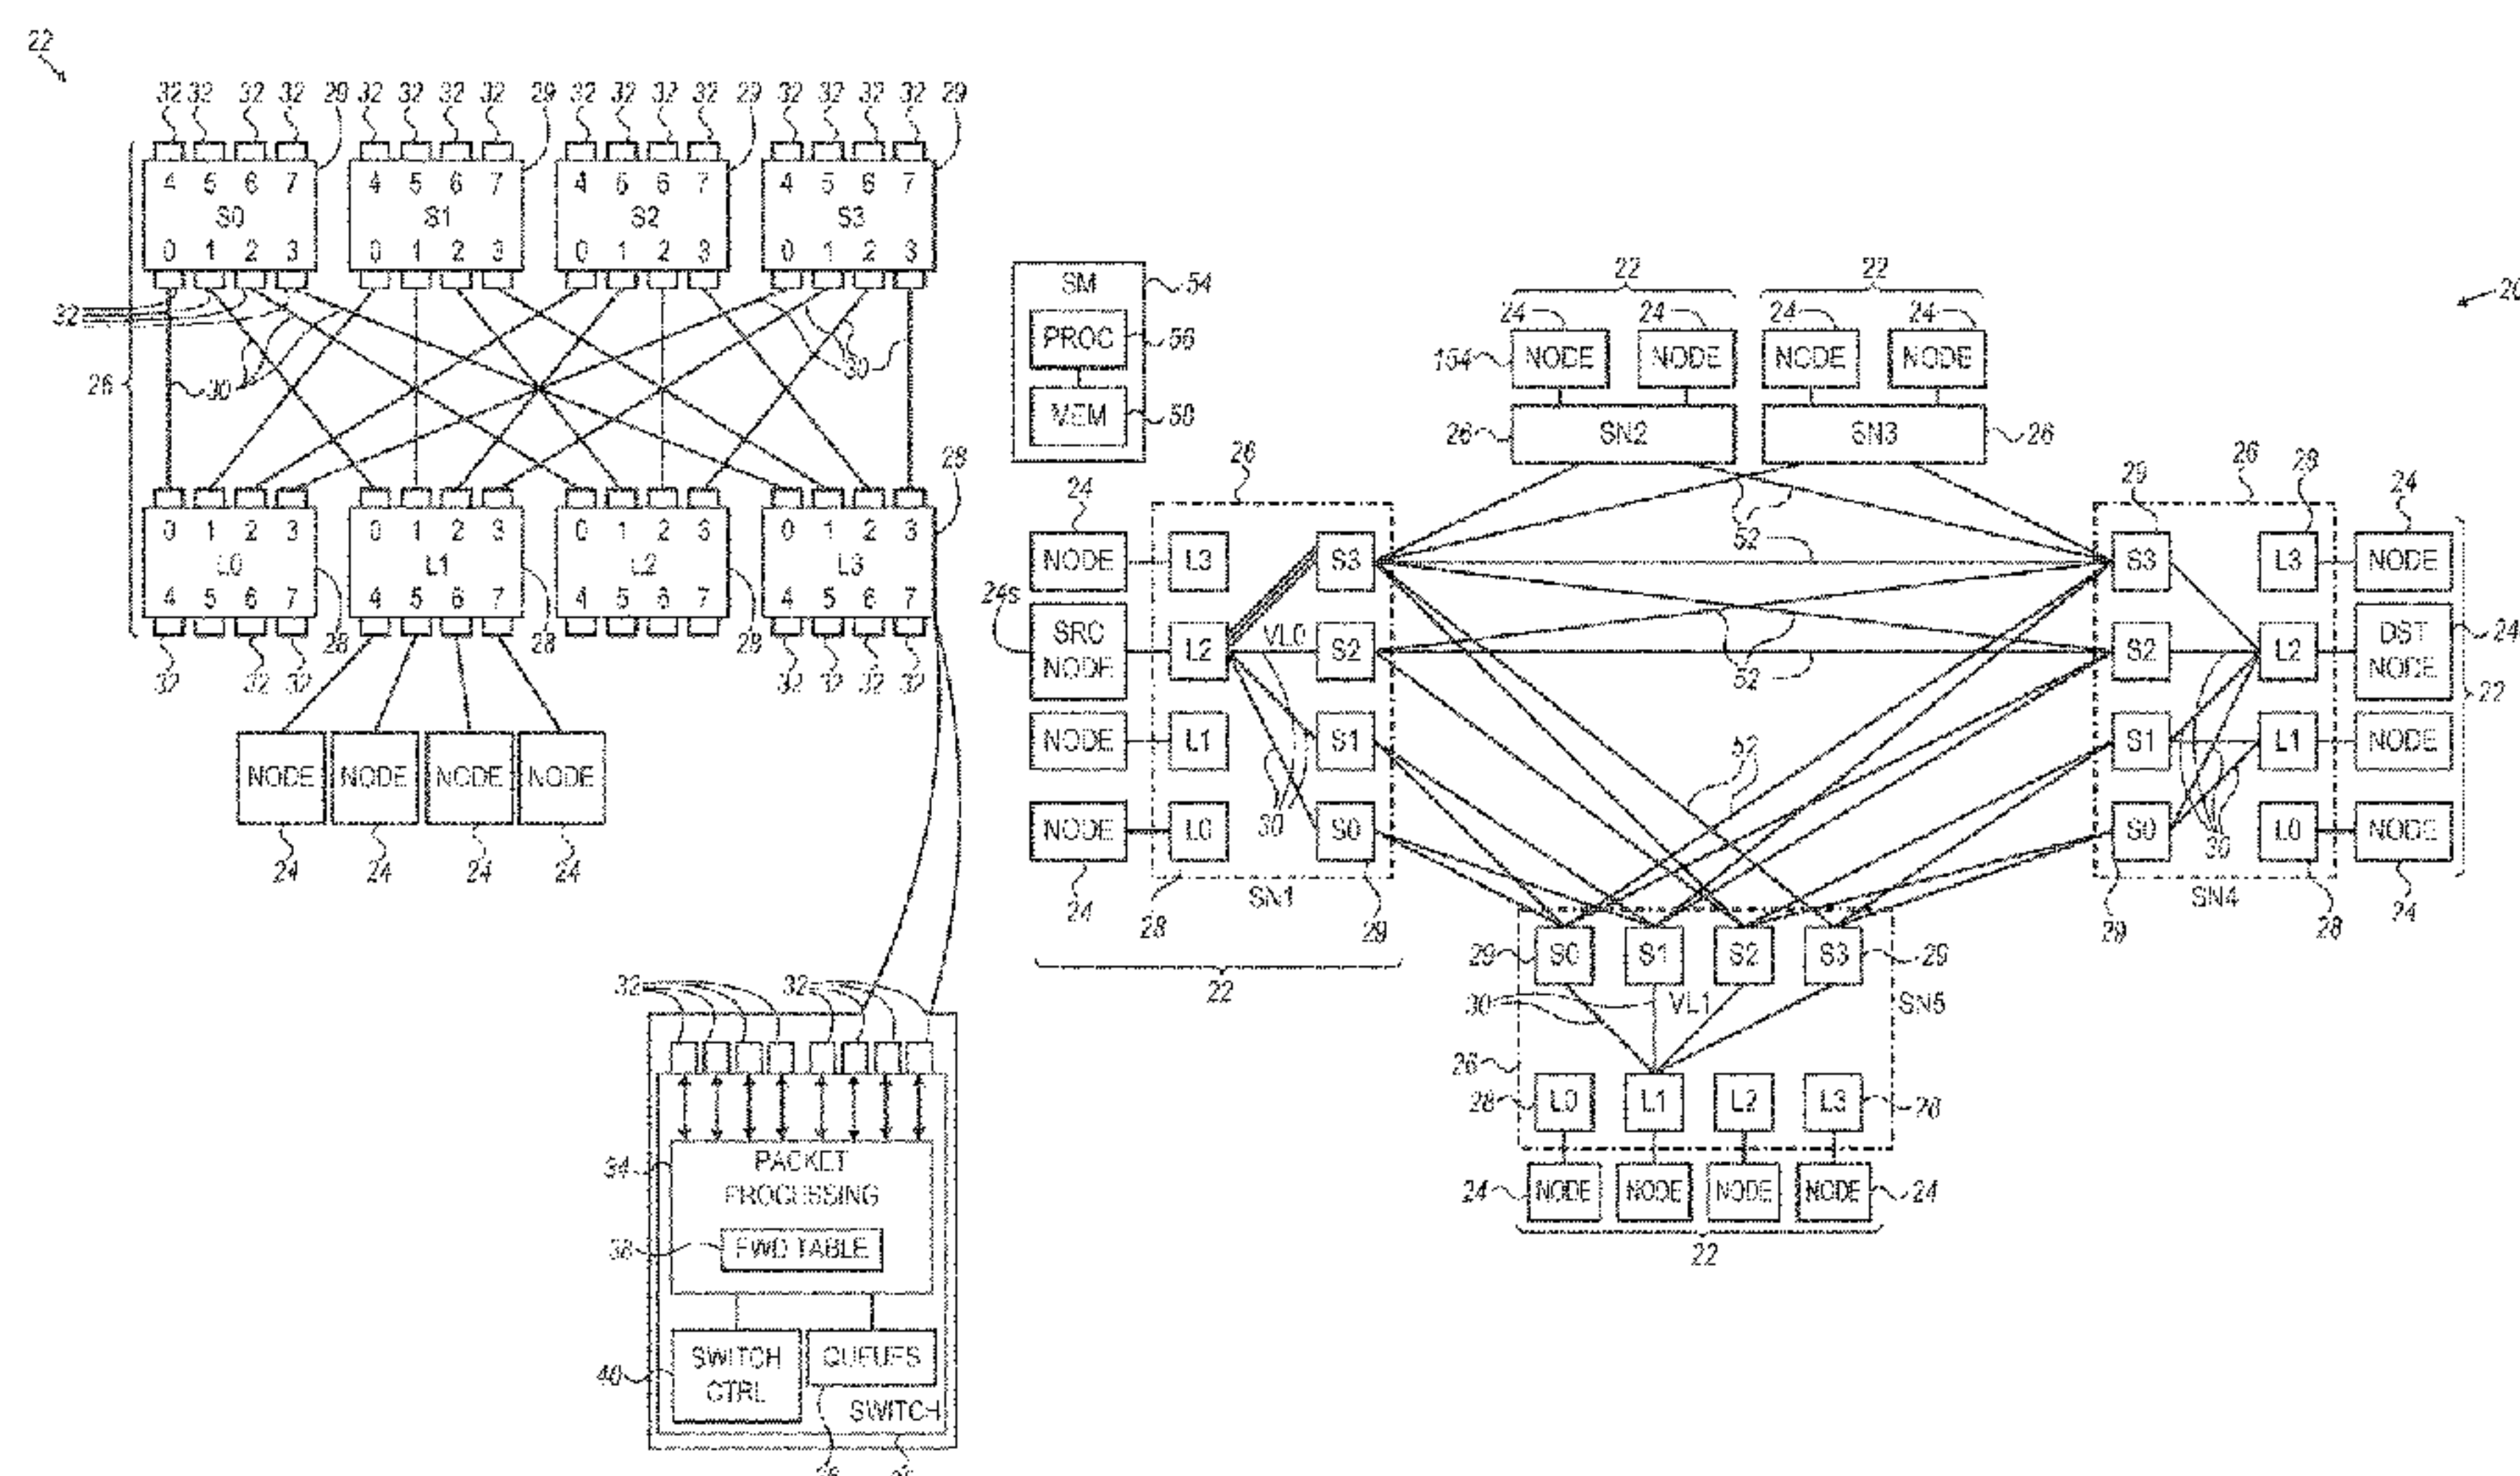 22
32 32 32 32 29 32 32 32 32 29 32 32 32 32 29 32 32 32 32 29
4 5 6 7 4 5 6 7 4 5 6 7 4 5 6 7
S0 S1 S2 S3
0 1 2 3 0 1 2 3 0 1 2 3 0 1 2 3
32
26
30
30
28
0 1 2 3 0 1 2 3 0 1 2 3 0 1 2 3
L0 L1 L2 L3
4 5 6 7 4 5 6 7 4 5 6 7 4 5 6 7
28 28 28
32 32 32 32 32 32 32
NODE NODE NODE NODE
24 24 24 24
32 32
34
PACKET
PROCESSING
38
FWD TABLE
40
SWITCH
CTRL
QUEUES
SWITCH
SM
54
PROC
56
MEM
20
22 22
24 24 24 24
154
NODE NODE NODE NODE
26 SN2 SN3 26
24
26
NODE L3 S3
24s
SRC
NODE
L2 VL0 S2
NODE L1 S1
30
NODE L0 S0
24 28 SN1 29
22
52
52
52
52
29 26 28 24
S3 L3 NODE
S2 L2
DST
NODE
24
22
S1 L1 NODE
S0 30 L0 NODE
29 SN4 28 24
29 S0 S1 S2 S3 29
30 VL1 SN5
26
28 L0 L1 L2 L3 28
24 NODE NODE NODE NODE 24
22